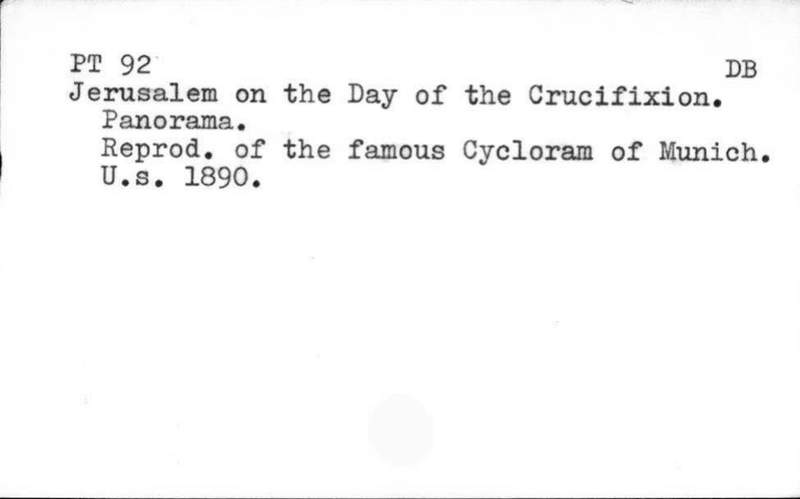 PT 92 DB
Jerusalem on the Day of the Crucifixion.
Panorama.
Reprod. of the famous Cycloram of Munich.
U.s. 1890.